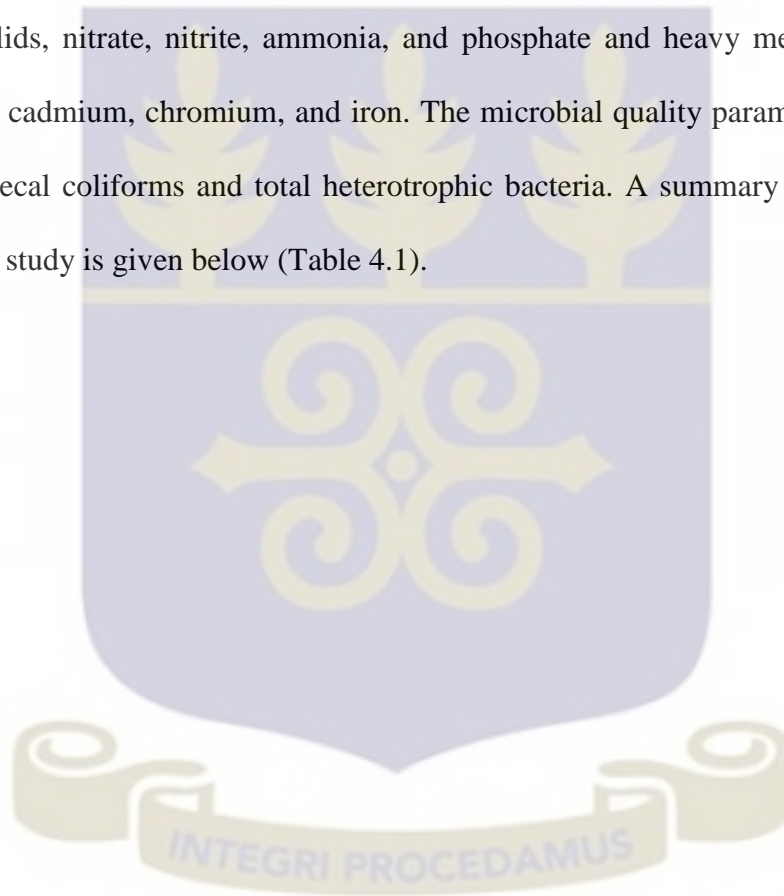 lids, nitrate, nitrite, ammonia, and phosphate and heavy me
cadmium, chromium, and iron. The microbial quality param
ecal coliforms and total heterotrophic bacteria. A summary
study is given below (Table 4.1).
INTEGRI PROCEDAMUS